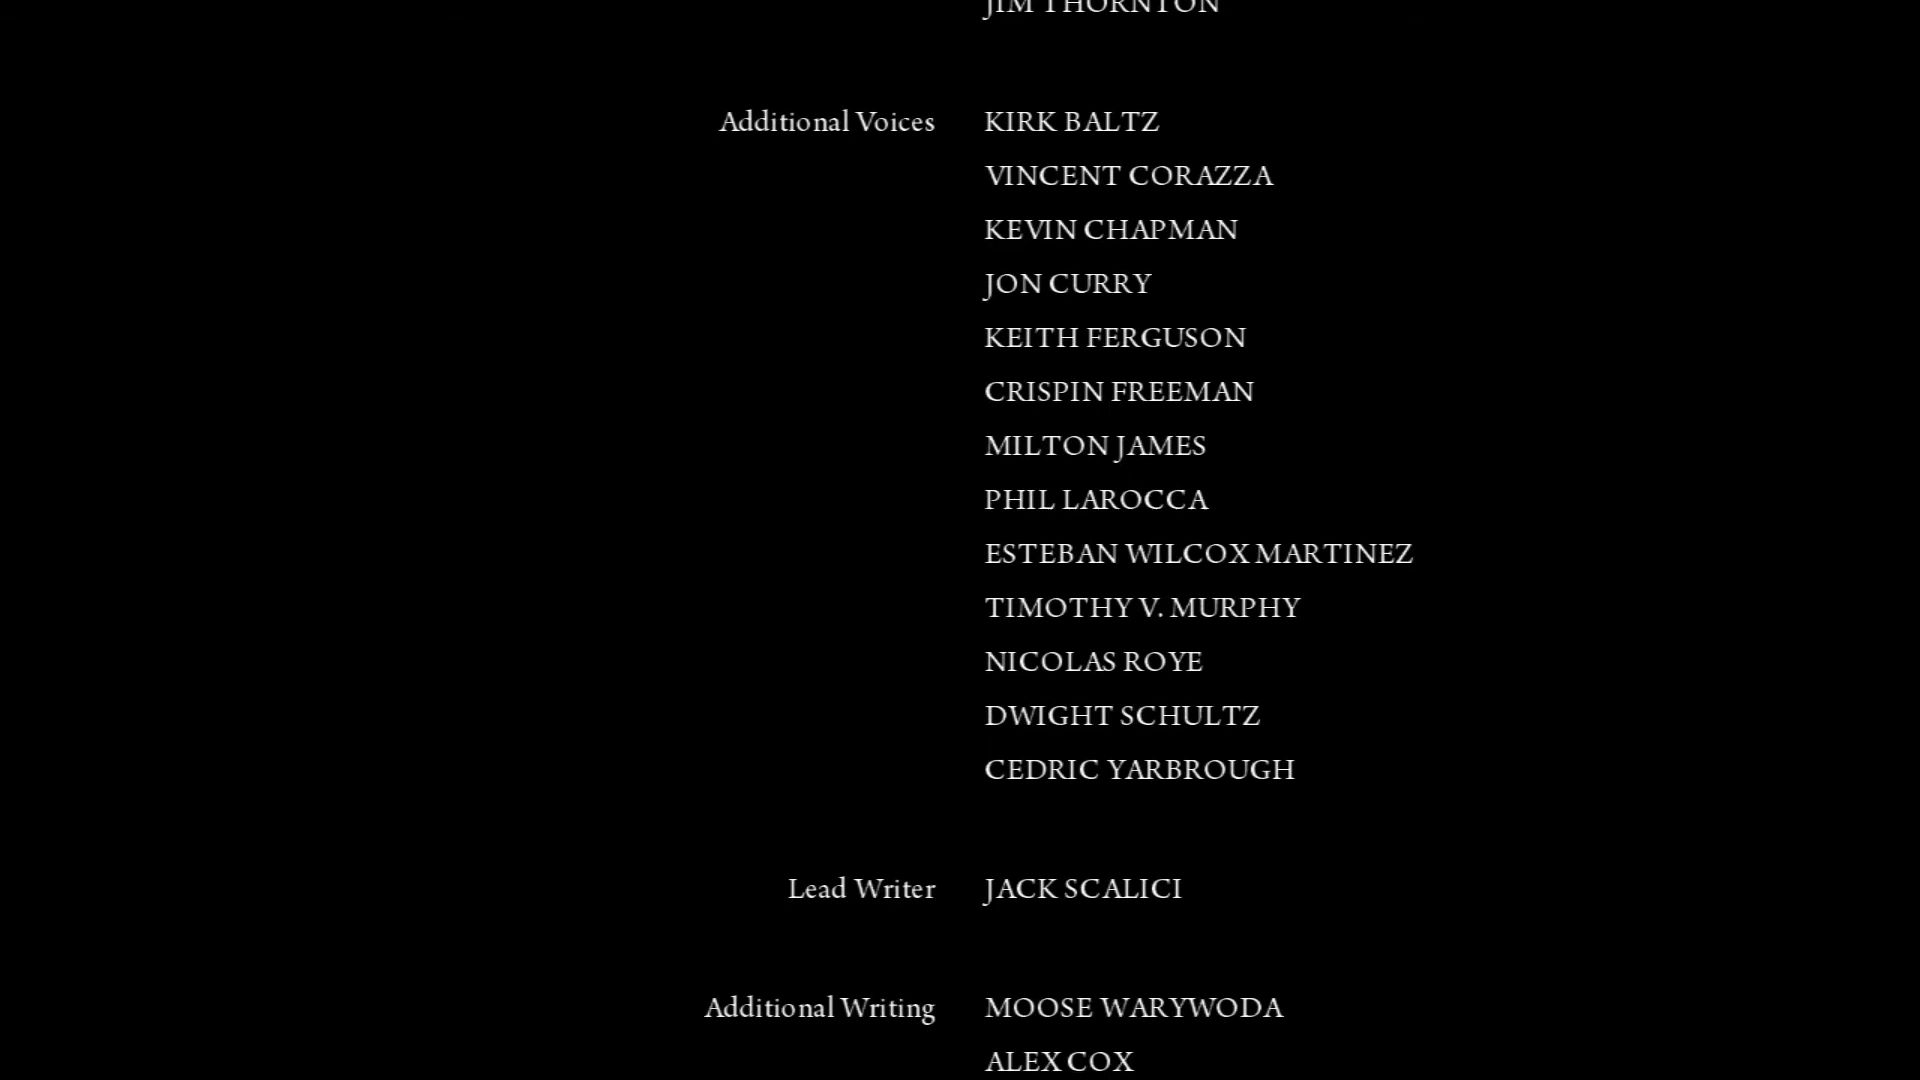 JIM THORNTON
Additional Voices KIRK BALTZ
VINCENT CORAZZA
KEVIN CHAPMAN
JON CURRY
KEITH FERGUSON
CRISPIN FREEMAN
MILTON JAMES
PHIL LAROCCA
ESTEBAN WILCOX MARTINEZ
TIMOTHY V. MURPHY
NICOLAS ROYE
DWIGHT SCHULTZ
CEDRIC YARBROUGH
Lead Writer JACK SCALICI
Additional Writing MOOSE WARYWODA
ALEX COX